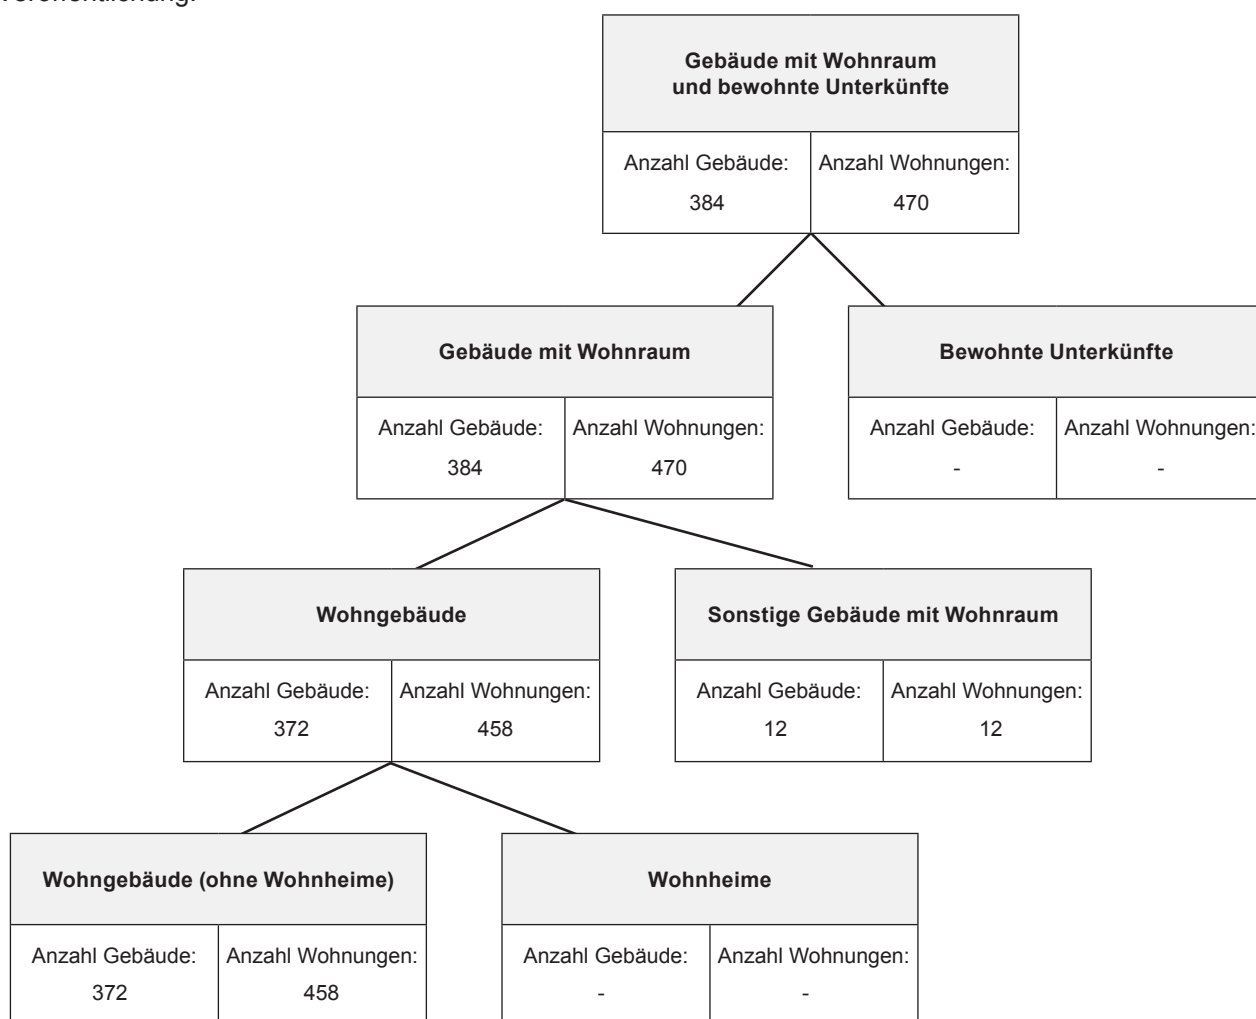 Veröffentlichung.
Gebäude mit Wohnraum
und bewohnte Unterkünfte
Anzahl Gebäude: Anzahl Wohnungen:
384 470
Gebäude mit Wohnraum Bewohnte Unterkünfte
Anzahl Gebäude: Anzahl Wohnungen: Anzahl Gebäude: Anzahl Wohnungen:
384 470 - -
Wohngebäude Sonstige Gebäude mit Wohnraum
Anzahl Gebäude: Anzahl Wohnungen: Anzahl Gebäude: Anzahl Wohnungen:
372 458 12 12
Wohngebäude (ohne Wohnheime) Wohnheime
Anzahl Gebäude: Anzahl Wohnungen: Anzahl Gebäude: Anzahl Wohnungen:
372 458 - -